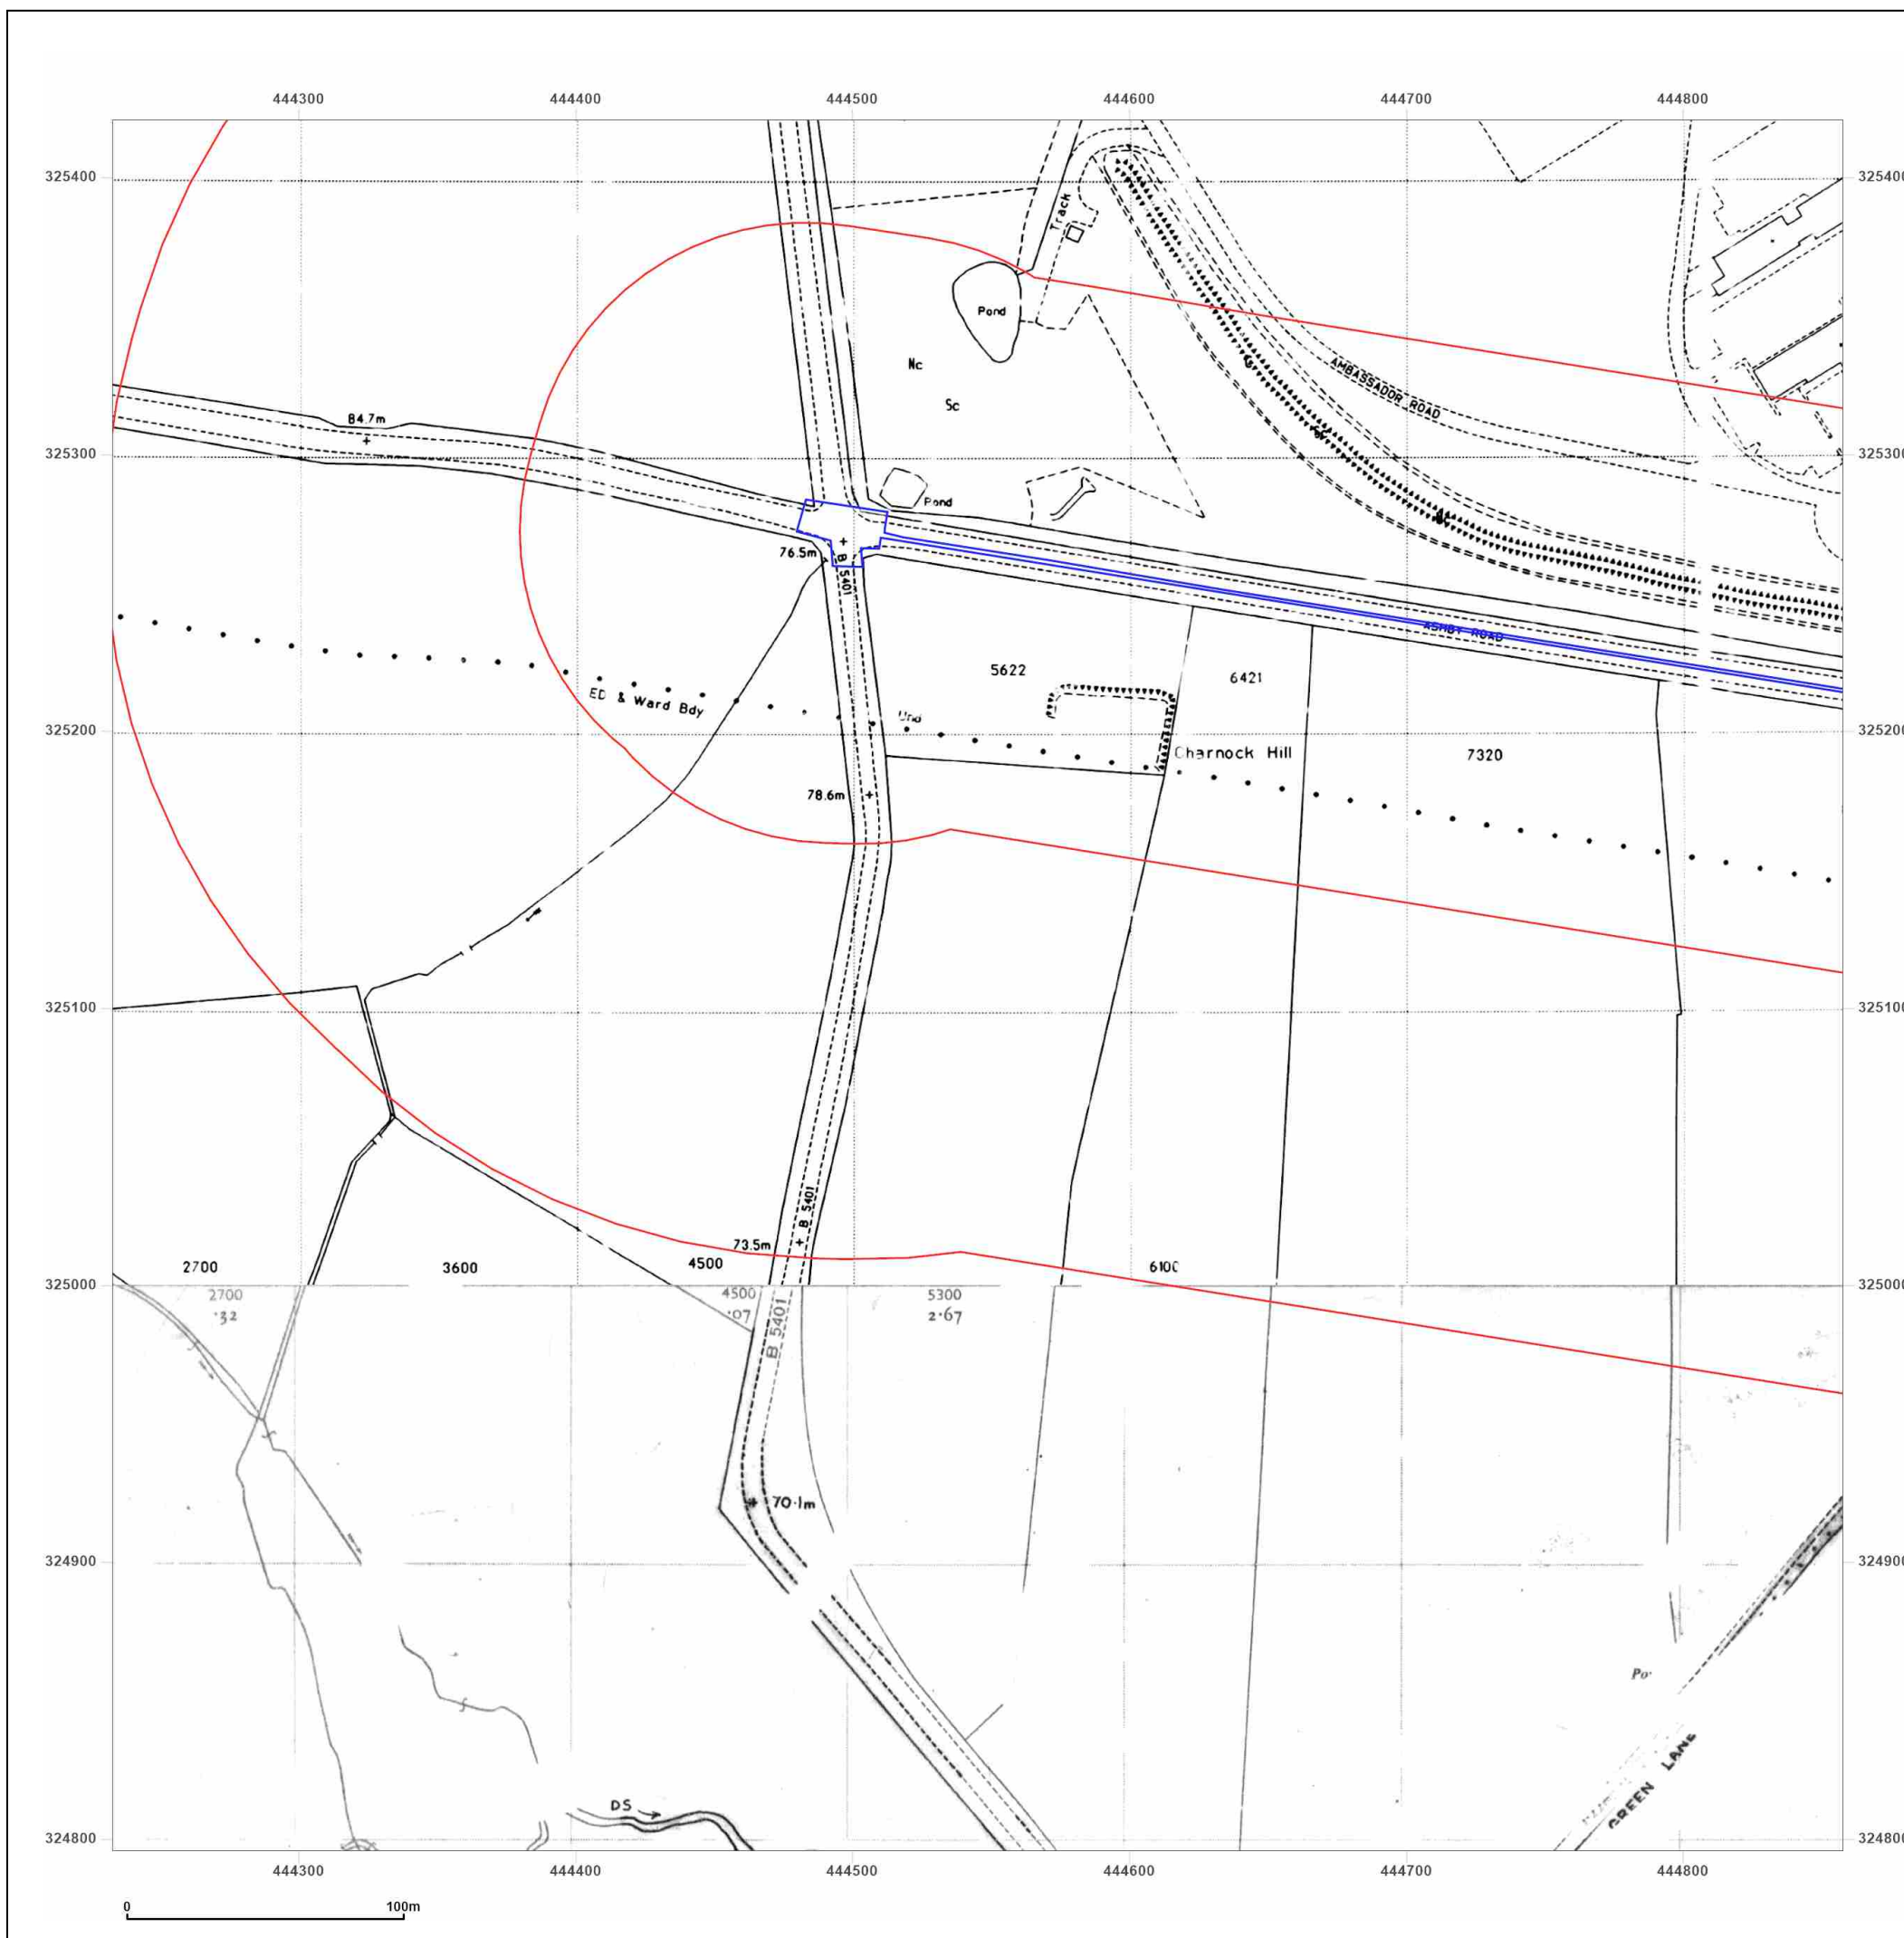 444300 444400 444500 444600 444700 444800
325400 325400
Track
Pond
AMBASSADOR ROAD
Nc
Sc
84.7m
325300 325300
Pond
76.5m
B 5401
ASHBY ROAD
5622
6421
ED & Ward Bdy
Und
325200 325200
Charnock Hill
7320
78.6m
325100 325100
B 5401
73.5m
2700
3600
4500
610
325000 325000
2700
·32
4500
·07
5300
2·67
B 5401
70·1m
324900 324900
Po
GREEN LANE
DS
324800 324800
444300 444400 444500 444600 444700 444800
0 100m